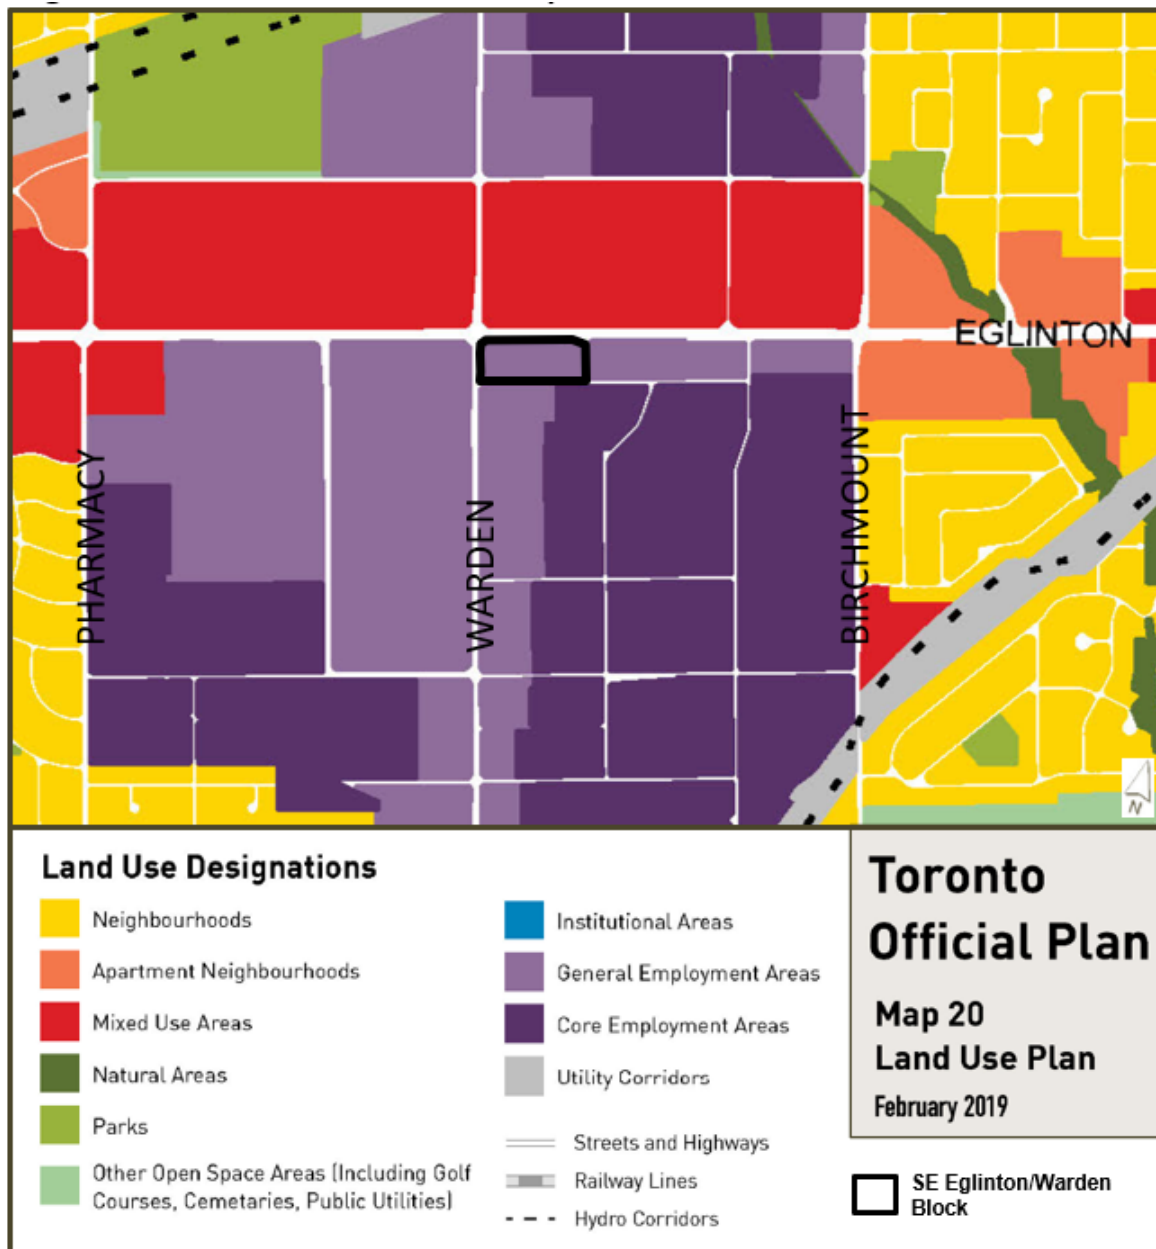 EGLINTON
PHARMACY
WARDEN
BIRCHMOUNT
N
Land Use Designations
Neighbourhoods
Apartment Neighbourhoods
Mixed Use Areas
Natural Areas
Parks
Other Open Space Areas (Including Golf
Courses, Cemetaries, Public Utilities)
Institutional Areas
General Employment Areas
Core Employment Areas
Utility Corridors
Streets and Highways
Railway Lines
Hydro Corridors
Toronto
Official Plan
Map 20
Land Use Plan
February 2019
SE Eglinton/Warden
Block